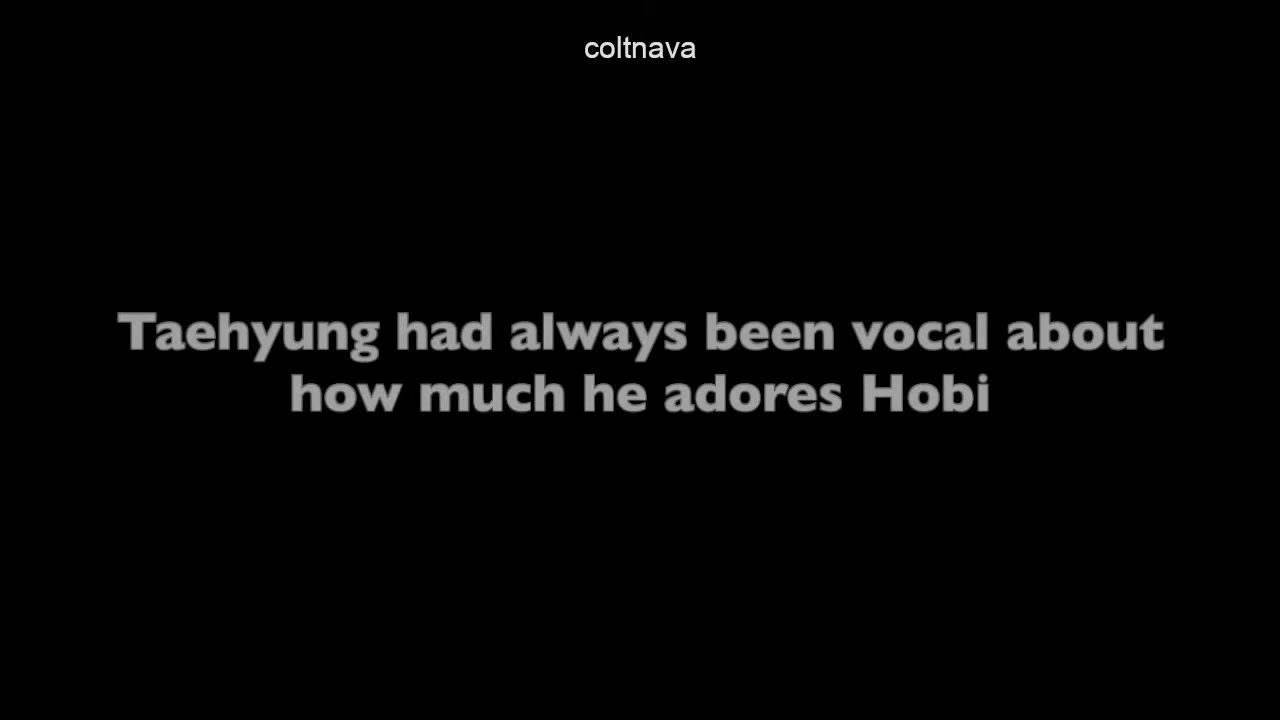 coltnava
Taehyung had always been vocal about
how much he adores Hobi